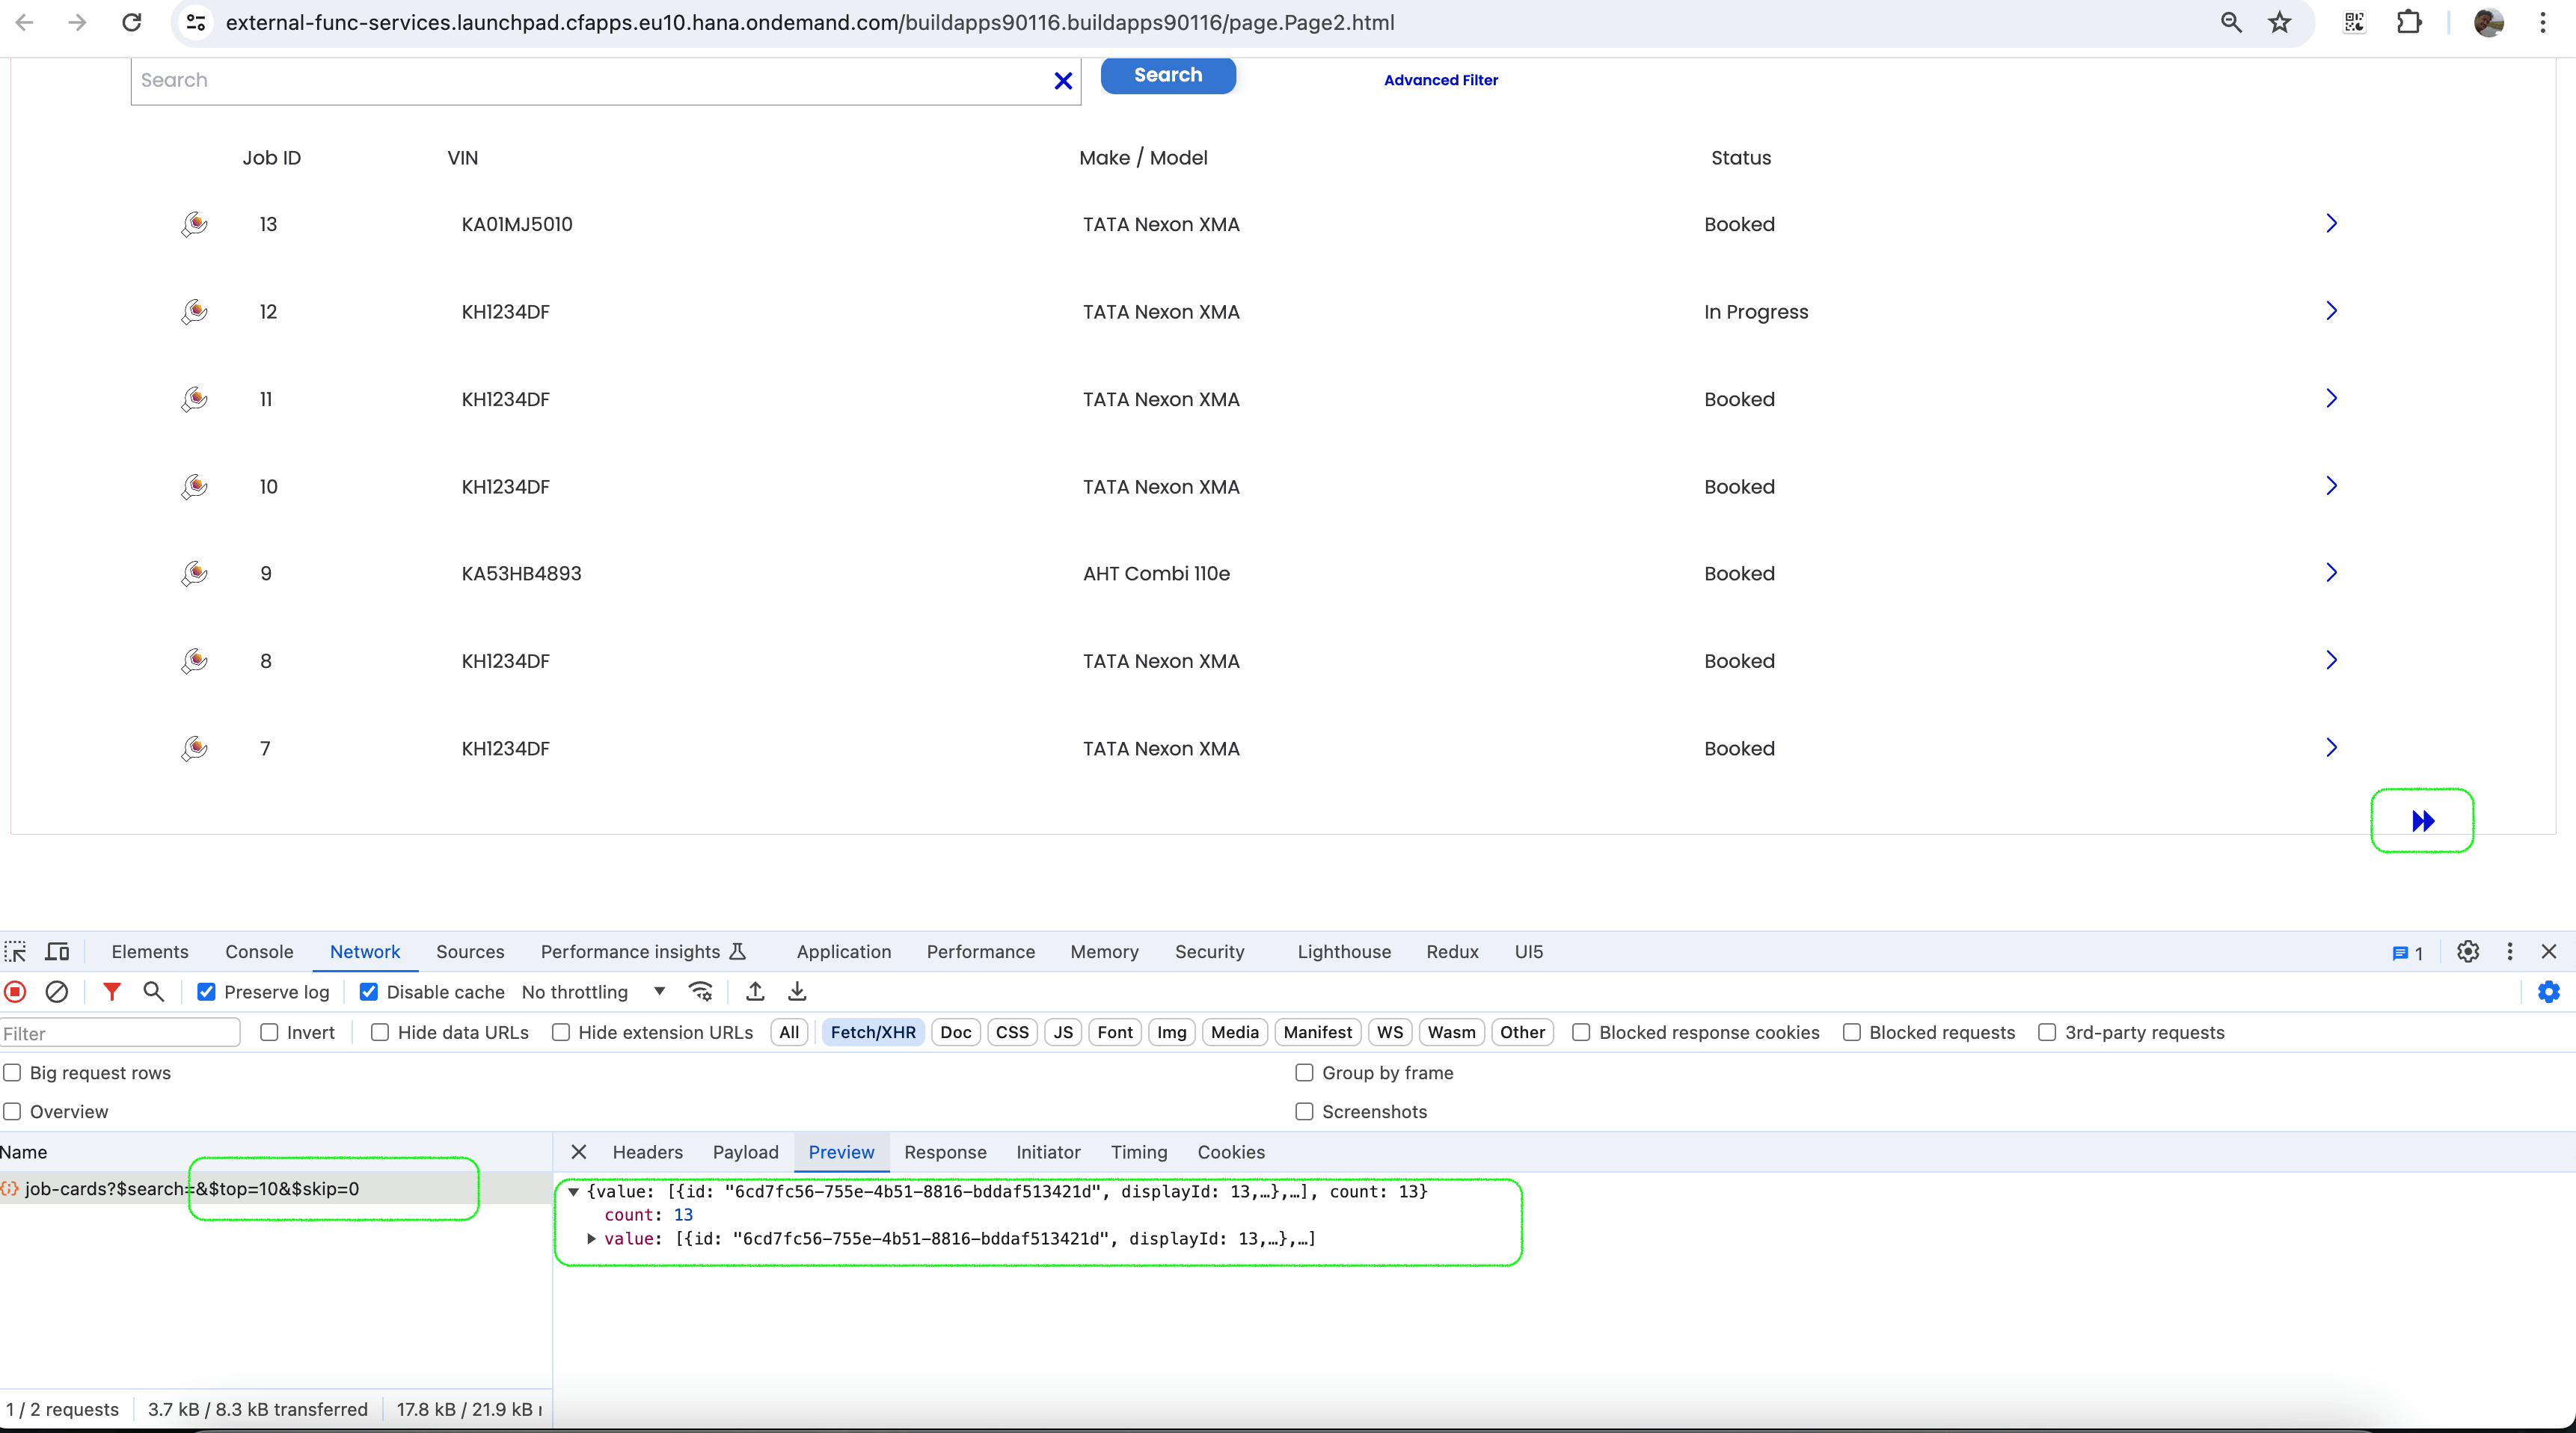 external-func-services.launchpad.cfapps.eu10.hana.ondemand.com/buildapps90116.buildapps90116/page.Page2.html
Search Search Advanced Filter
Job ID VIN Make / Model Status
13 KA01MJ5010 TATA Nexon XMA Booked
12 KH1234DF TATA Nexon XMA In Progress
11 KH1234DF TATA Nexon XMA Booked
10 KH1234DF TATA Nexon XMA Booked
9 KA53HB4893 AHT Combi 110e Booked
8 KH1234DF TATA Nexon XMA Booked
7 KH1234DF TATA Nexon XMA Booked
Elements Console Network Sources Performance insights Application Performance Memory Security Lighthouse Redux UI5 1
Preserve log Disable cache No throttling
Filter Invert Hide data URLs Hide extension URLs All Fetch/XHR Doc CSS JS Font Img Media Manifest WS Wasm Other Blocked response cookies Blocked requests 3rd-party requests
Big request rows Group by frame
Overview Screenshots
Name Headers Payload Preview Response Initiator Timing Cookies
job-cards?$search=&$top=10&$skip=0
{value: [{id: "6cd7fc56-755e-4b51-8816-bddaf513421d", displayId: 13,…},…], count: 13}
count: 13
value: [{id: "6cd7fc56-755e-4b51-8816-bddaf513421d", displayId: 13,…},…]
1 / 2 requests 3.7 kB / 8.3 kB transferred 17.8 kB / 21.9 kB